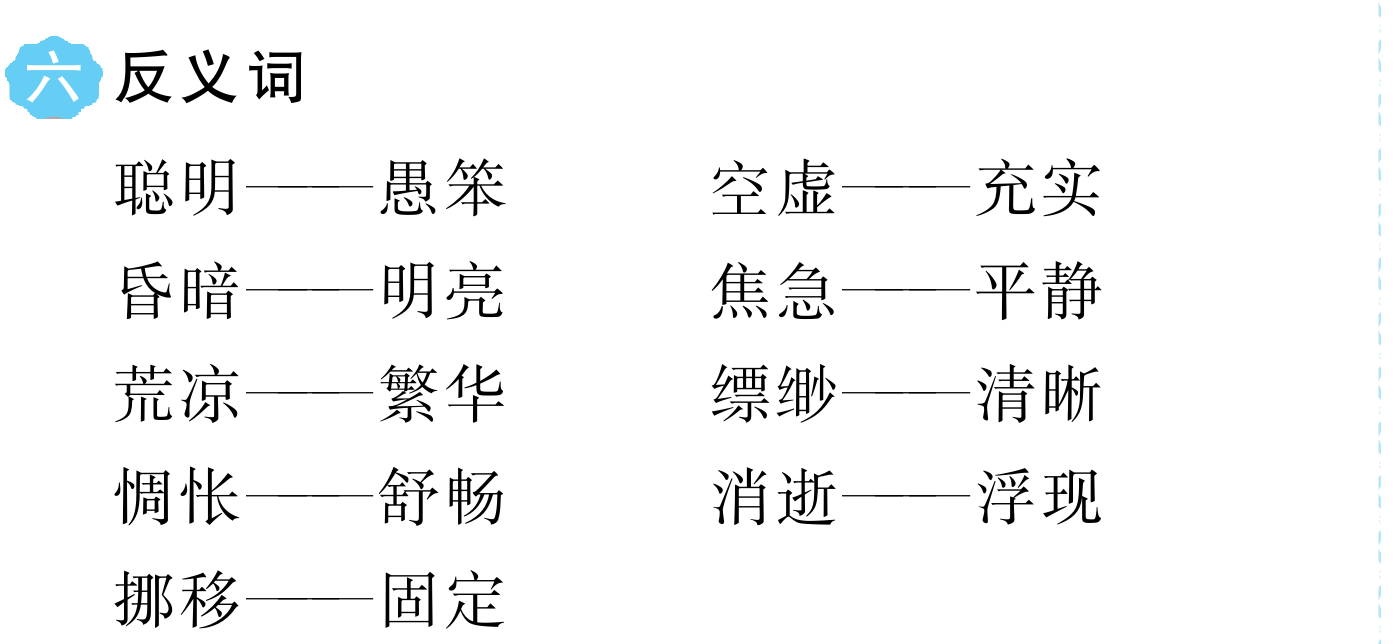 六 反义词
聪明——愚笨 空虚——充实
昏暗——明亮 焦急——平静
荒凉——繁华 缥缈——清晰
惆怅——舒畅 消逝——浮现
挪移——固定